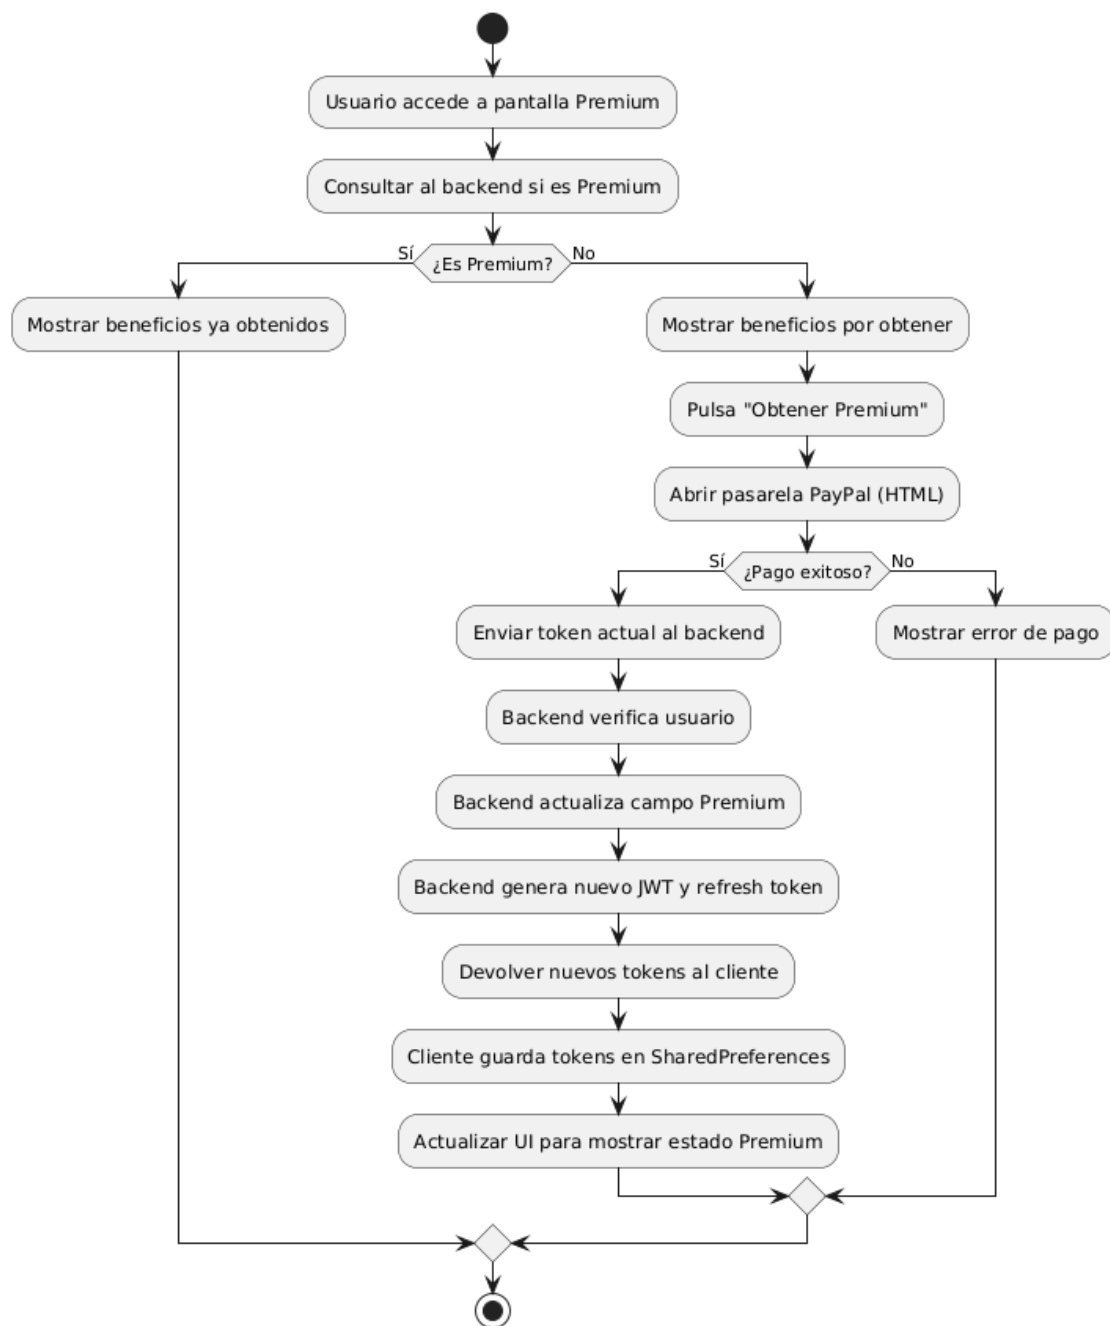 Usuario accede a pantalla Premium
Consultar al backend si es Premium
Sí
¿Es Premium?
No
Mostrar beneficios ya obtenidos
Mostrar beneficios por obtener
Pulsa "Obtener Premium"
Abrir pasarela PayPal (HTML)
Sí
¿Pago exitoso?
No
Enviar token actual al backend
Mostrar error de pago
Backend verifica usuario
Backend actualiza campo Premium
Backend genera nuevo JWT y refresh token
Devolver nuevos tokens al cliente
Cliente guarda tokens en SharedPreferences
Actualizar UI para mostrar estado Premium